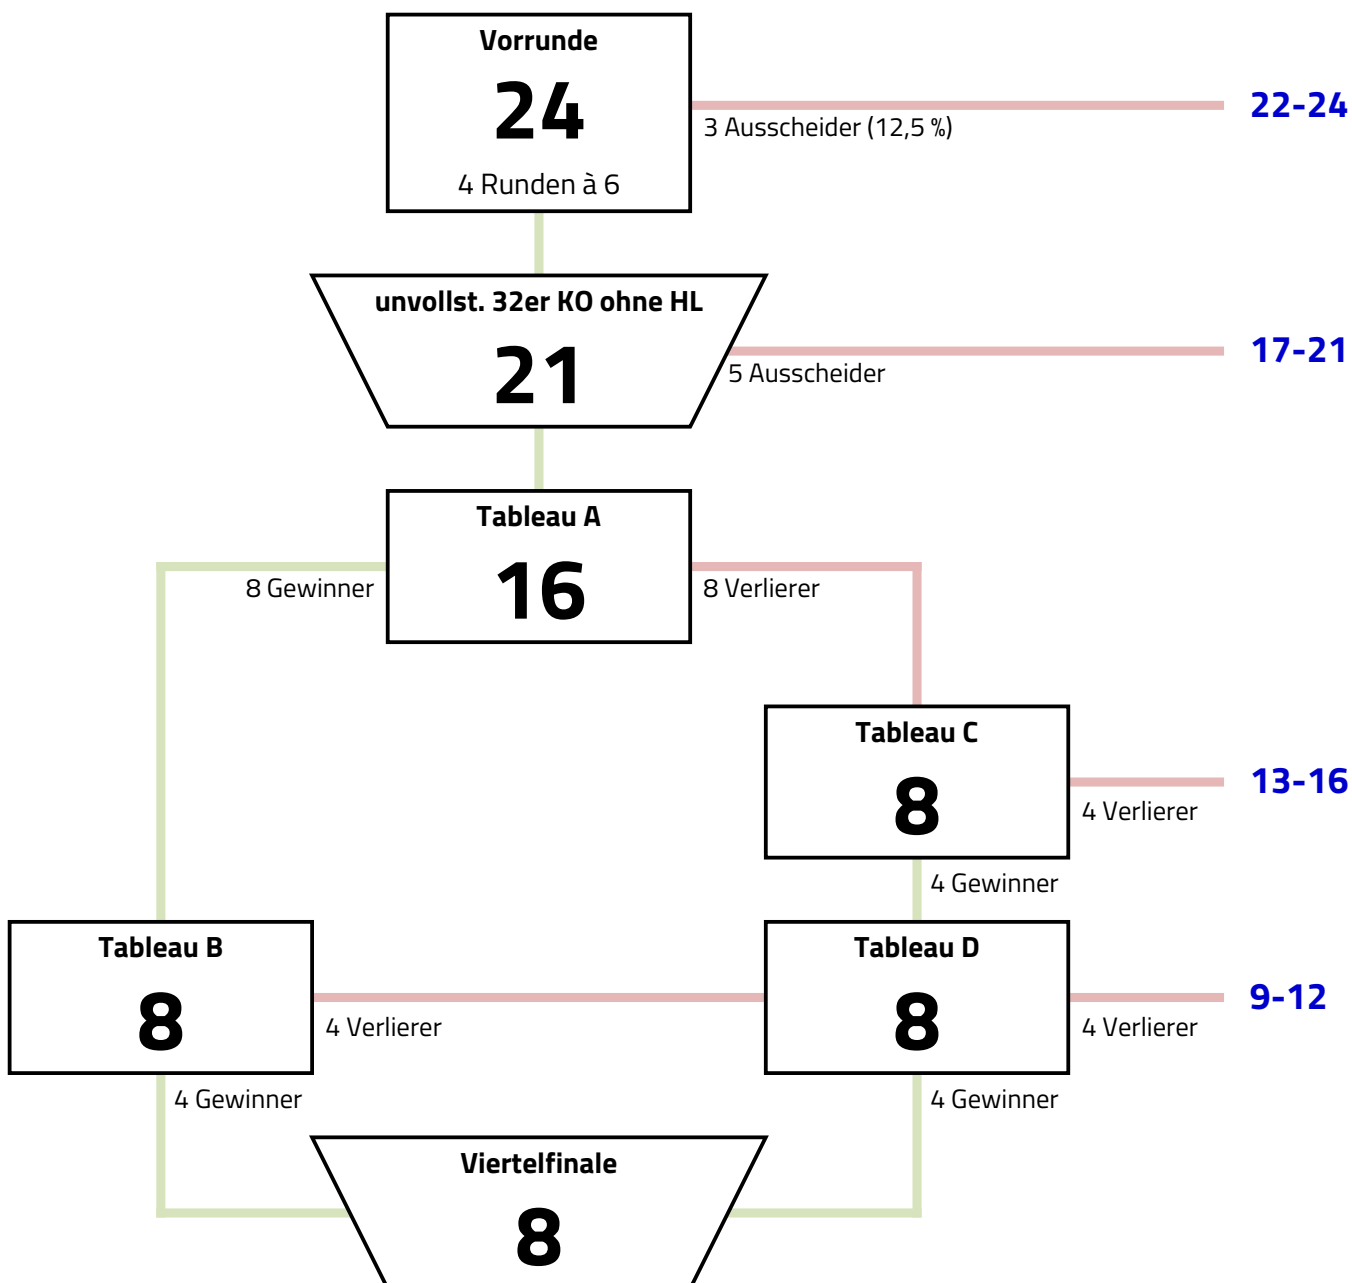 Vorrunde
24
4 Runden à 6
3 Ausscheider (12,5 %)
22-24
unvollst. 32er KO ohne HL
21
5 Ausscheider
17-21
Tableau A
16
8 Gewinner
8 Verlierer
Tableau C
8
4 Verlierer
13-16
4 Gewinner
Tableau B
8
4 Verlierer
4 Gewinner
Tableau D
8
4 Verlierer
9-12
4 Gewinner
Viertelfinale
8